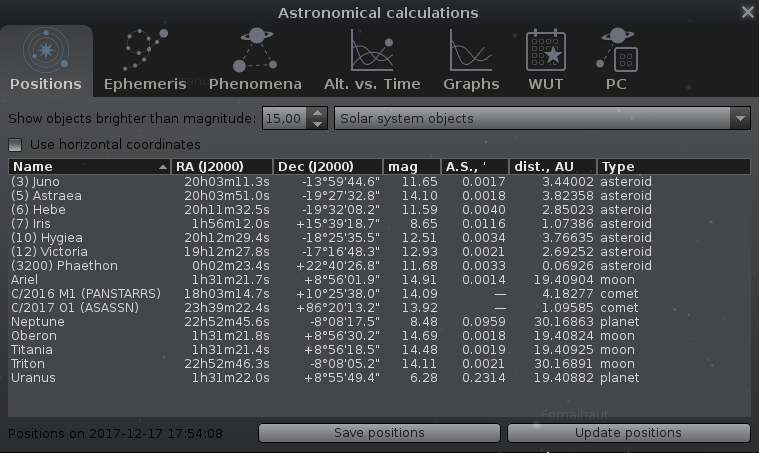 Astronomical calculations
Positions Ephemeris Phenomena Alt. vs. Time Graphs WUT PC
Show objects brighter than magnitude: 15,00 Solar system objects
Use horizontal coordinates
Name RA (J2000) Dec (J2000) mag A.S., ' dist., AU Type
(3) Juno 20h03m11.3s -13°59'44.6" 11.65 0.0017 3.44002 asteroid
(5) Astraea 20h03m51.0s -19°27'32.8" 14.10 0.0018 3.82358 asteroid
(6) Hebe 20h11m32.5s -19°32'08.2" 11.59 0.0040 2.85023 asteroid
(7) Iris 1h56m12.0s +15°39'18.7" 8.65 0.0116 1.07386 asteroid
(10) Hygiea 20h12m29.4s -18°25'35.5" 12.51 0.0034 3.76635 asteroid
(12) Victoria 19h12m27.8s -17°16'48.3" 12.93 0.0021 2.69252 asteroid
(3200) Phaethon 0h02m23.4s +22°40'26.8" 11.68 0.0033 0.06926 asteroid
Ariel 1h31m21.7s +8°56'01.9" 14.91 0.0014 19.40904 moon
C/2016 M1 (PANSTARRS) 18h03m14.7s +10°25'38.0" 14.09 — 4.18277 comet
C/2017 O1 (ASASSN) 23h39m22.4s +86°20'13.2" 13.92 — 1.09585 comet
Neptune 22h52m45.6s -8°08'17.5" 8.48 0.0959 30.16863 planet
Oberon 1h31m21.8s +8°56'30.2" 14.69 0.0018 19.40824 moon
Titania 1h31m21.4s +8°56'18.5" 14.48 0.0019 19.40925 moon
Triton 22h52m46.3s -8°08'05.2" 14.11 0.0021 30.16891 moon
Uranus 1h31m22.0s +8°55'49.4" 6.28 0.2314 19.40882 planet
Fomalhaut
Positions on 2017-12-17 17:54:08 Save positions Update positions